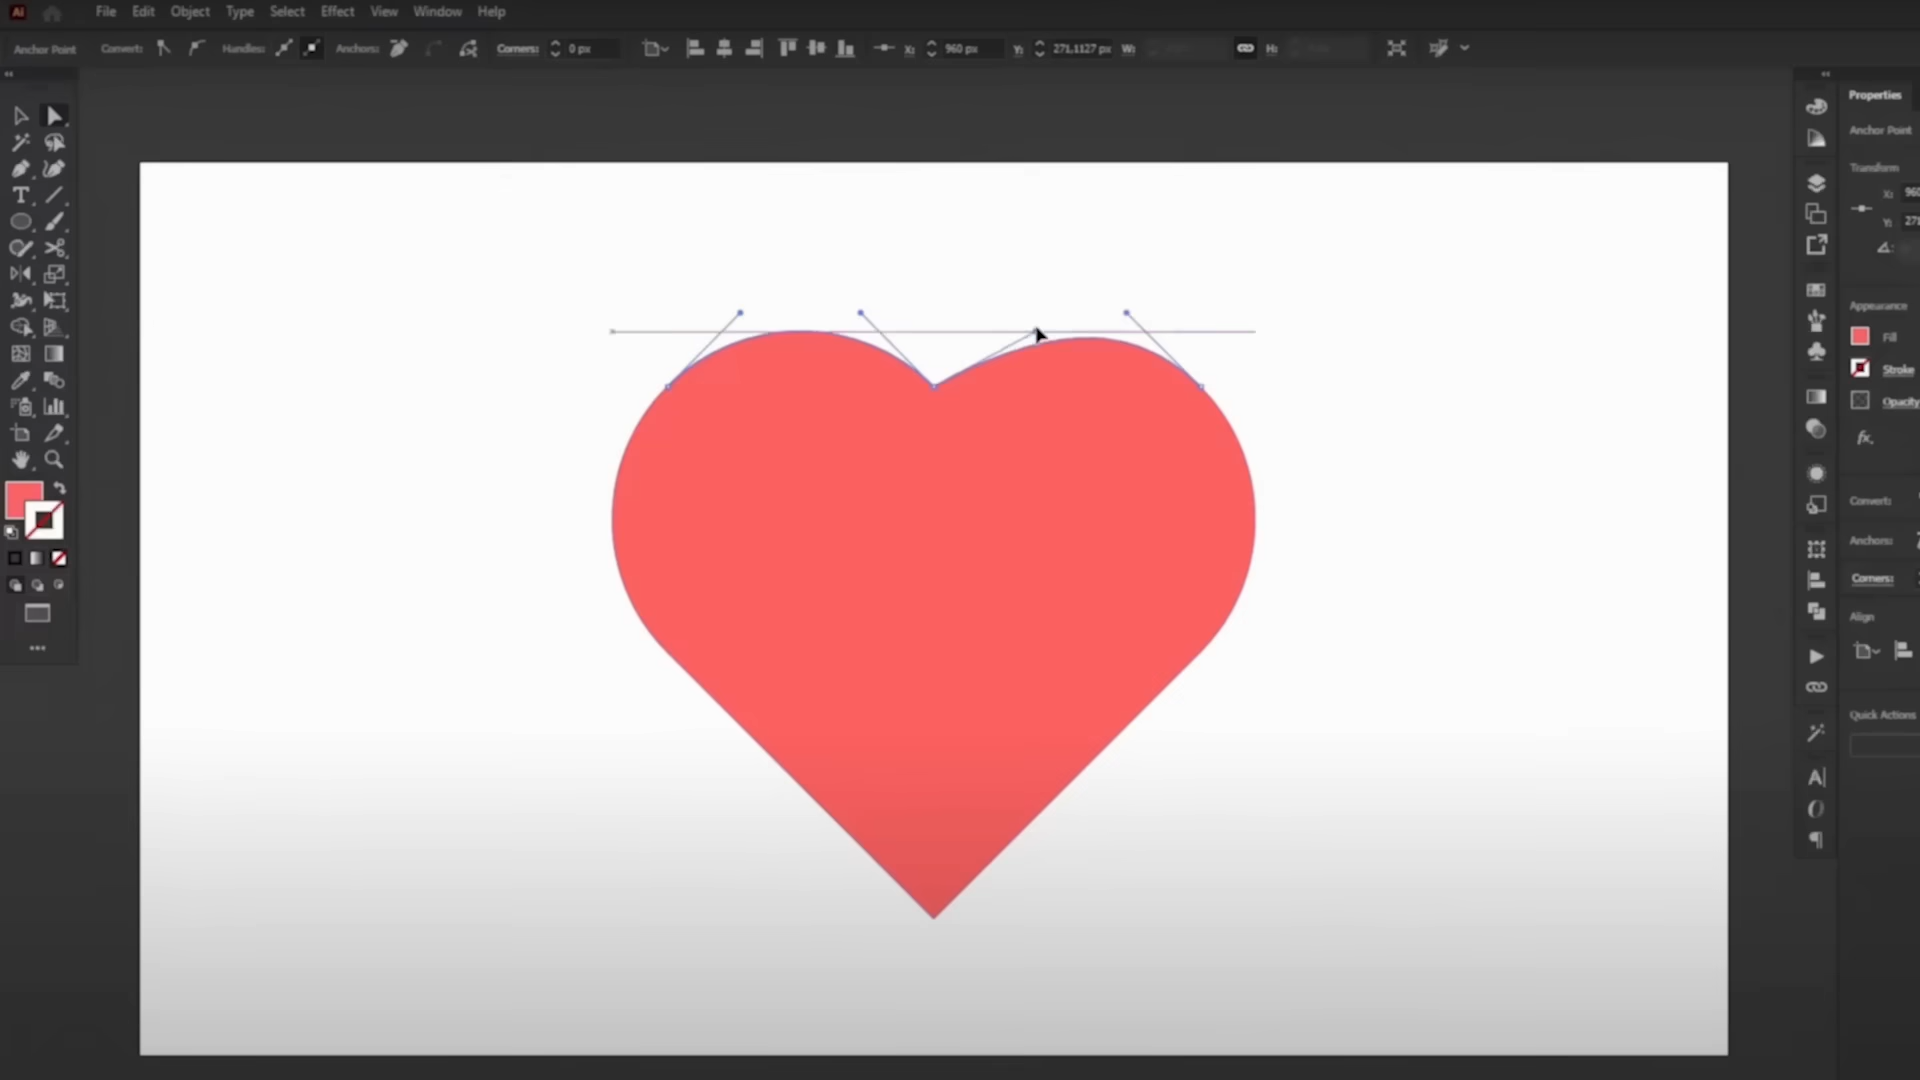 Ai File Edit Object Type Select Effect View Window Help
Anchor Point Convert: Handles: Anchors: Corners: 0 px X: 960 px Y: 271,1127 px W: H:
Properties
Anchor Point
Transform
X: 960
Y: 271
Appearance
Fill
Stroke
Opacity
fx.
Convert:
Anchors:
Corners:
Align
Quick Actions